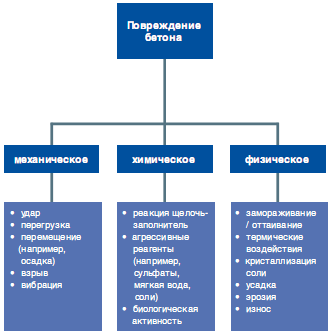 Повреждение
бетона
механическое
химическое
физическое
• удар
• перегрузка
• перемещение
(например,
осадка)
• взрыв
• вибрация
• реакция щелочь-
заполнитель
• агрессивные
реагенты
(например,
сульфаты,
мягкая вода,
соли)
• биологическая
активность
• замораживание
/ оттаивание
• термические
воздействия
• кристаллизация
соли
• усадка
• эрозия
• износ